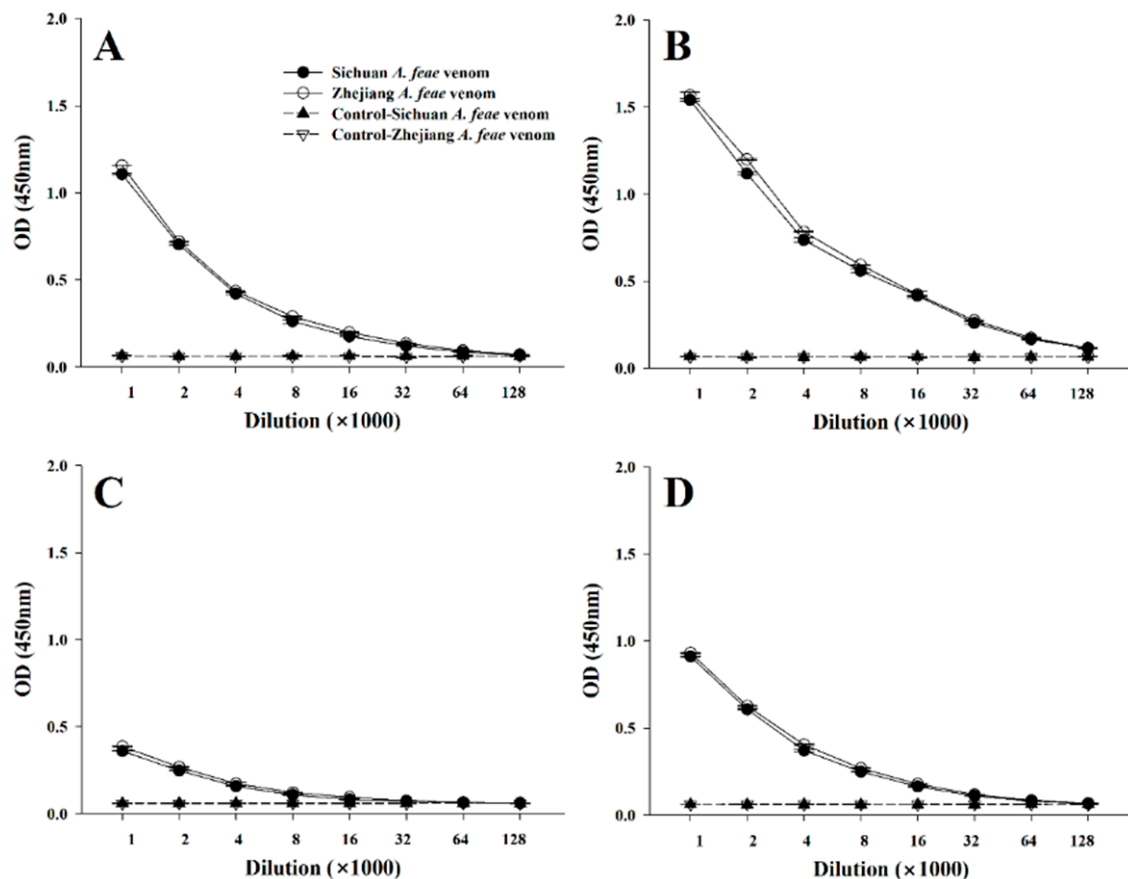 A
2.0
1.5
1.0
0.5
0.0
OD (450nm)
Sichuan A. feae venom
Zhejiang A. feae venom
Control-Sichuan A. feae venom
Control-Zhejiang A. feae venom
1 2 4 8 16 32 64 128
Dilution (×1000)
B
2.0
1.5
1.0
0.5
0.0
OD (450nm)
1 2 4 8 16 32 64 128
Dilution (×1000)
C
2.0
1.5
1.0
0.5
0.0
OD (450nm)
1 2 4 8 16 32 64 128
Dilution (×1000)
D
2.0
1.5
1.0
0.5
0.0
OD (450nm)
1 2 4 8 16 32 64 128
Dilution (×1000)